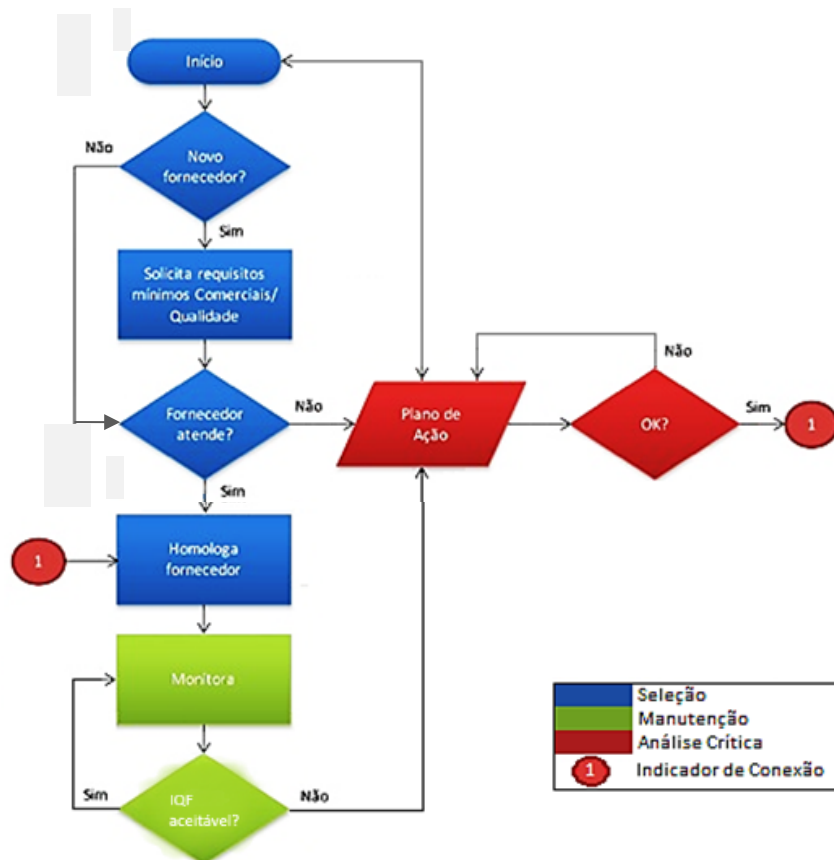 Início
Não
Novo
fornecedor?
Sim
Solicita requisitos
mínimos Comerciais/
Qualidade
Fornecedor
atende?
Não
Plano de
Ação
Não
OK?
Sim
1
Sim
1
Homologa
fornecedor
Monitora
Sim
IQF
aceitável?
Não
Seleção
Manutenção
Análise Crítica
1
Indicador de Conexão